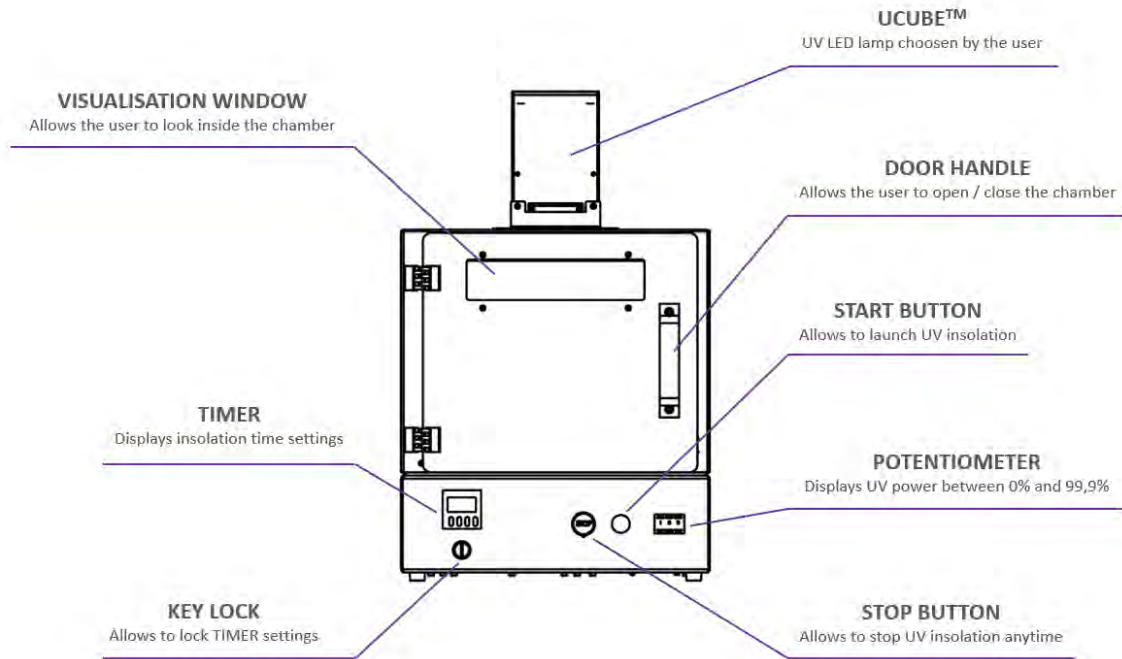 UCUBE™
UV LED lamp choosen by the user
VISUALISATION WINDOW
Allows the user to look inside the chamber
DOOR HANDLE
Allows the user to open / close the chamber
START BUTTON
Allows to launch UV insolation
TIMER
Displays insolation time settings
POTENTIOMETER
Displays UV power between 0% and 99,9%
STOP
KEY LOCK
Allows to lock TIMER settings
STOP BUTTON
Allows to stop UV insolation anytime